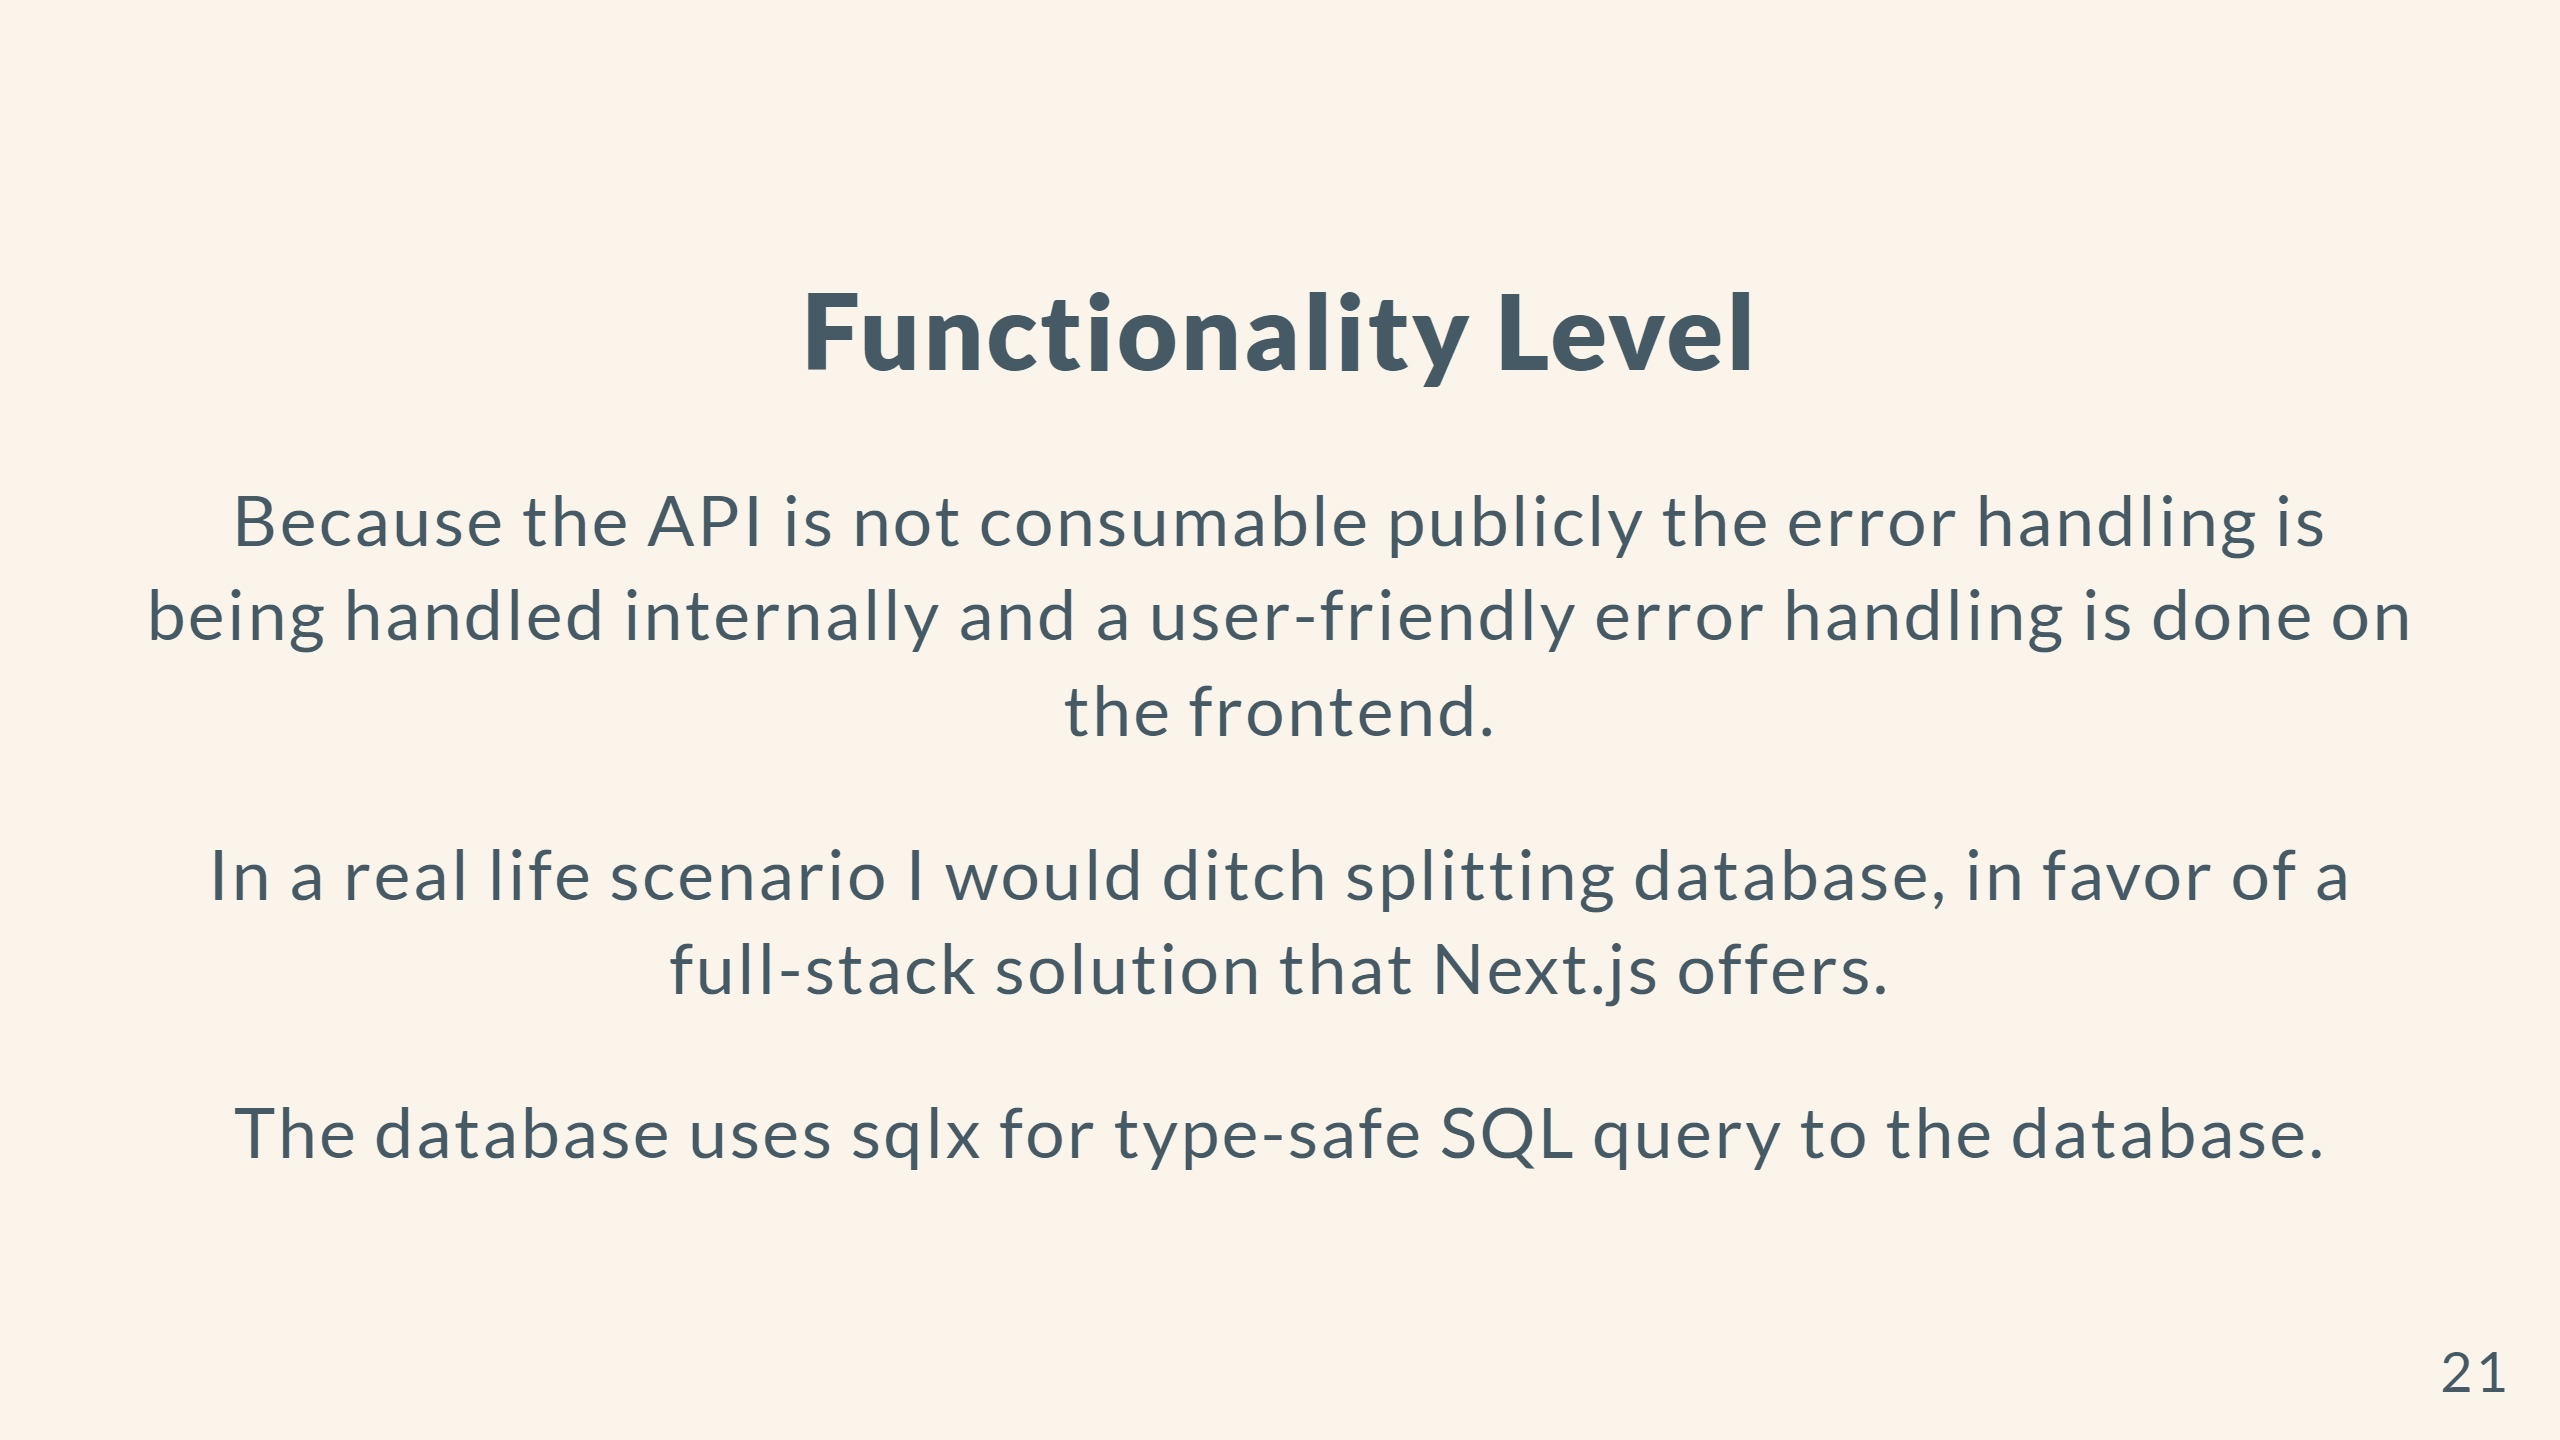 Functionality Level
Because the API is not consumable publicly the error handling is
being handled internally and a user-friendly error handling is done on
the frontend.
In a real life scenario I would ditch splitting database, in favor of a
full-stack solution that Next.js offers.
The database uses sqlx for type-safe SQL query to the database.
21